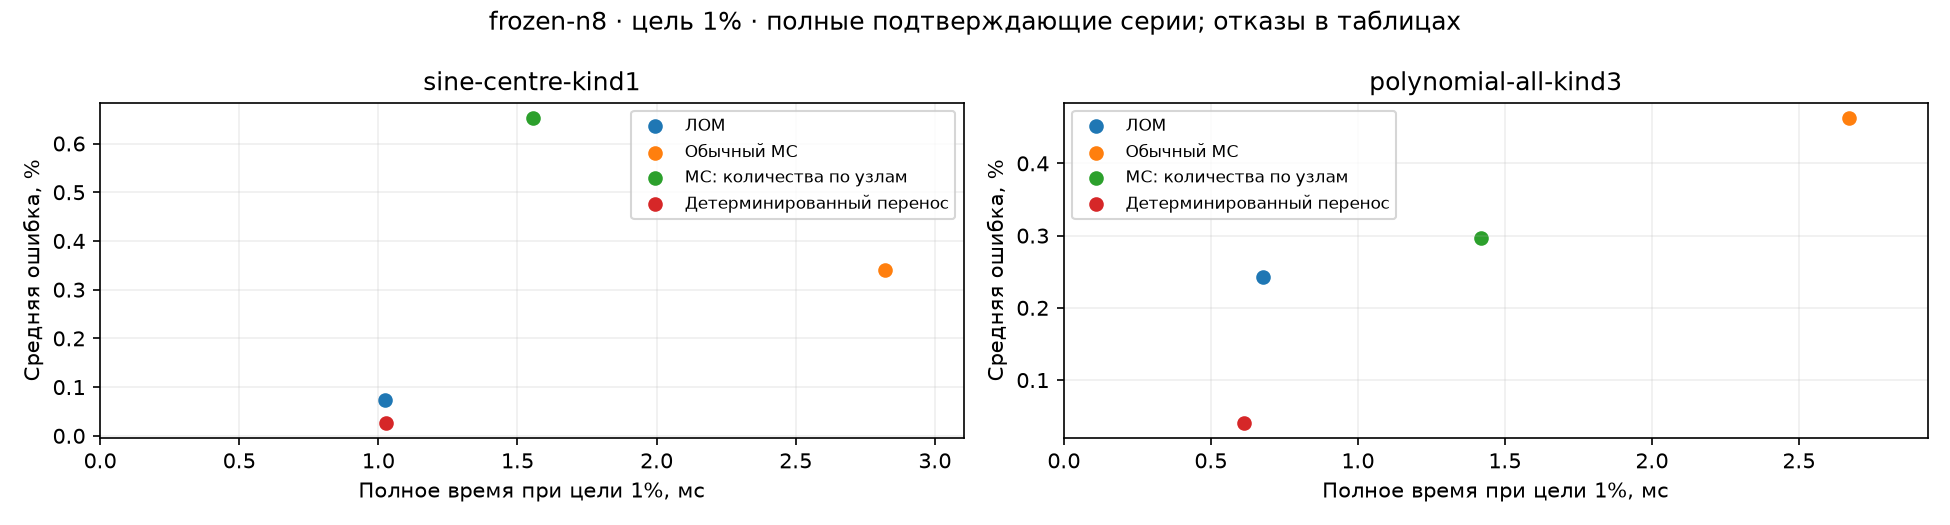 frozen-n8 · цель 1% · полные подтверждающие серии; отказы в таблицах
sine-centre-kind1
Средняя ошибка, %
0.6
0.5
0.4
0.3
0.2
0.1
0.0
ЛОМ
Обычный МС
МС: количества по узлам
Детерминированный перенос
0.0 0.5 1.0 1.5 2.0 2.5 3.0
Полное время при цели 1%, мс
polynomial-all-kind3
Средняя ошибка, %
0.4
0.3
0.2
0.1
ЛОМ
Обычный МС
МС: количества по узлам
Детерминированный перенос
0.0 0.5 1.0 1.5 2.0 2.5
Полное время при цели 1%, мс